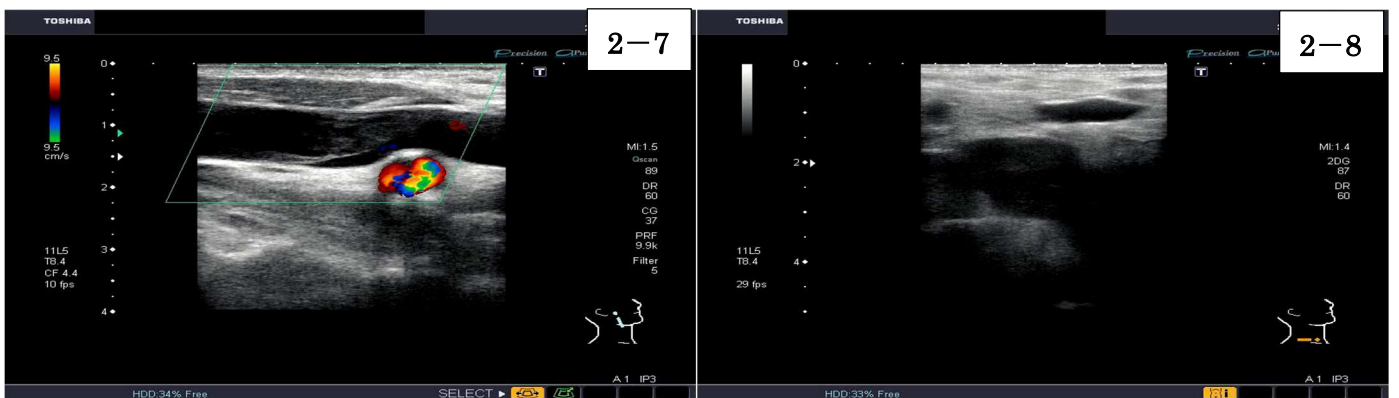 TOSHIBA
2－7
Precision
9.5
9.5
cm/s
0
1
2
3
4
MI:1.5
Qscan
89
DR
60
CG
37
PRF
9.9k
Filter
5
T
11L5
T8.4
CF 4.4
10 fps
A 1 IP3
HDD:34% Free
SELECT
TOSHIBA
2－8
Precision
0
2
4
MI:1.4
2DG
87
DR
60
T
11L5
T8.4
29 fps
A 1 IP3
HDD:33% Free